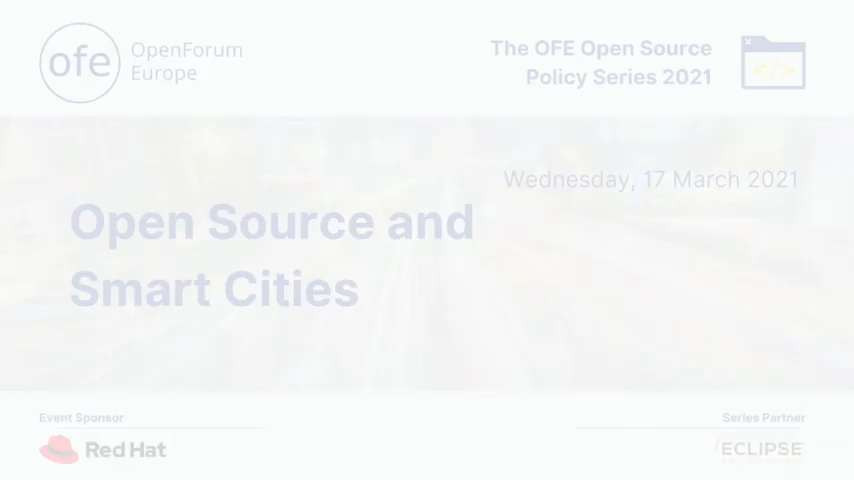 ofe
OpenForum
Europe
The OFE Open Source
Policy Series 2021
</>
Wednesday, 17 March 2021
Open Source and
Smart Cities
Event Sponsor
Red Hat
Series Partner
ECLIPSE